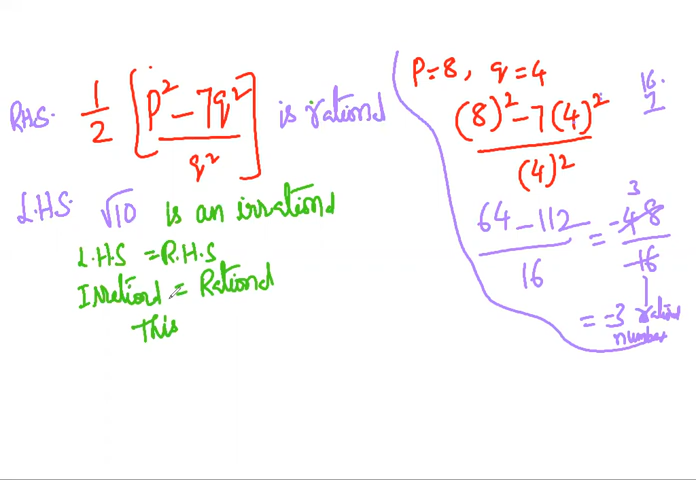 R.H.S. 1/2 [p² - 7q² / q²] is rational
L.H.S. √10 is an irrational
L.H.S = R.H.S
Irrational = Rational
This
P=8, q=4
(8)² - 7(4)² / (4)²
64 - 112 / 16 = -48 / 16
3
= -3 rational
number
16
7